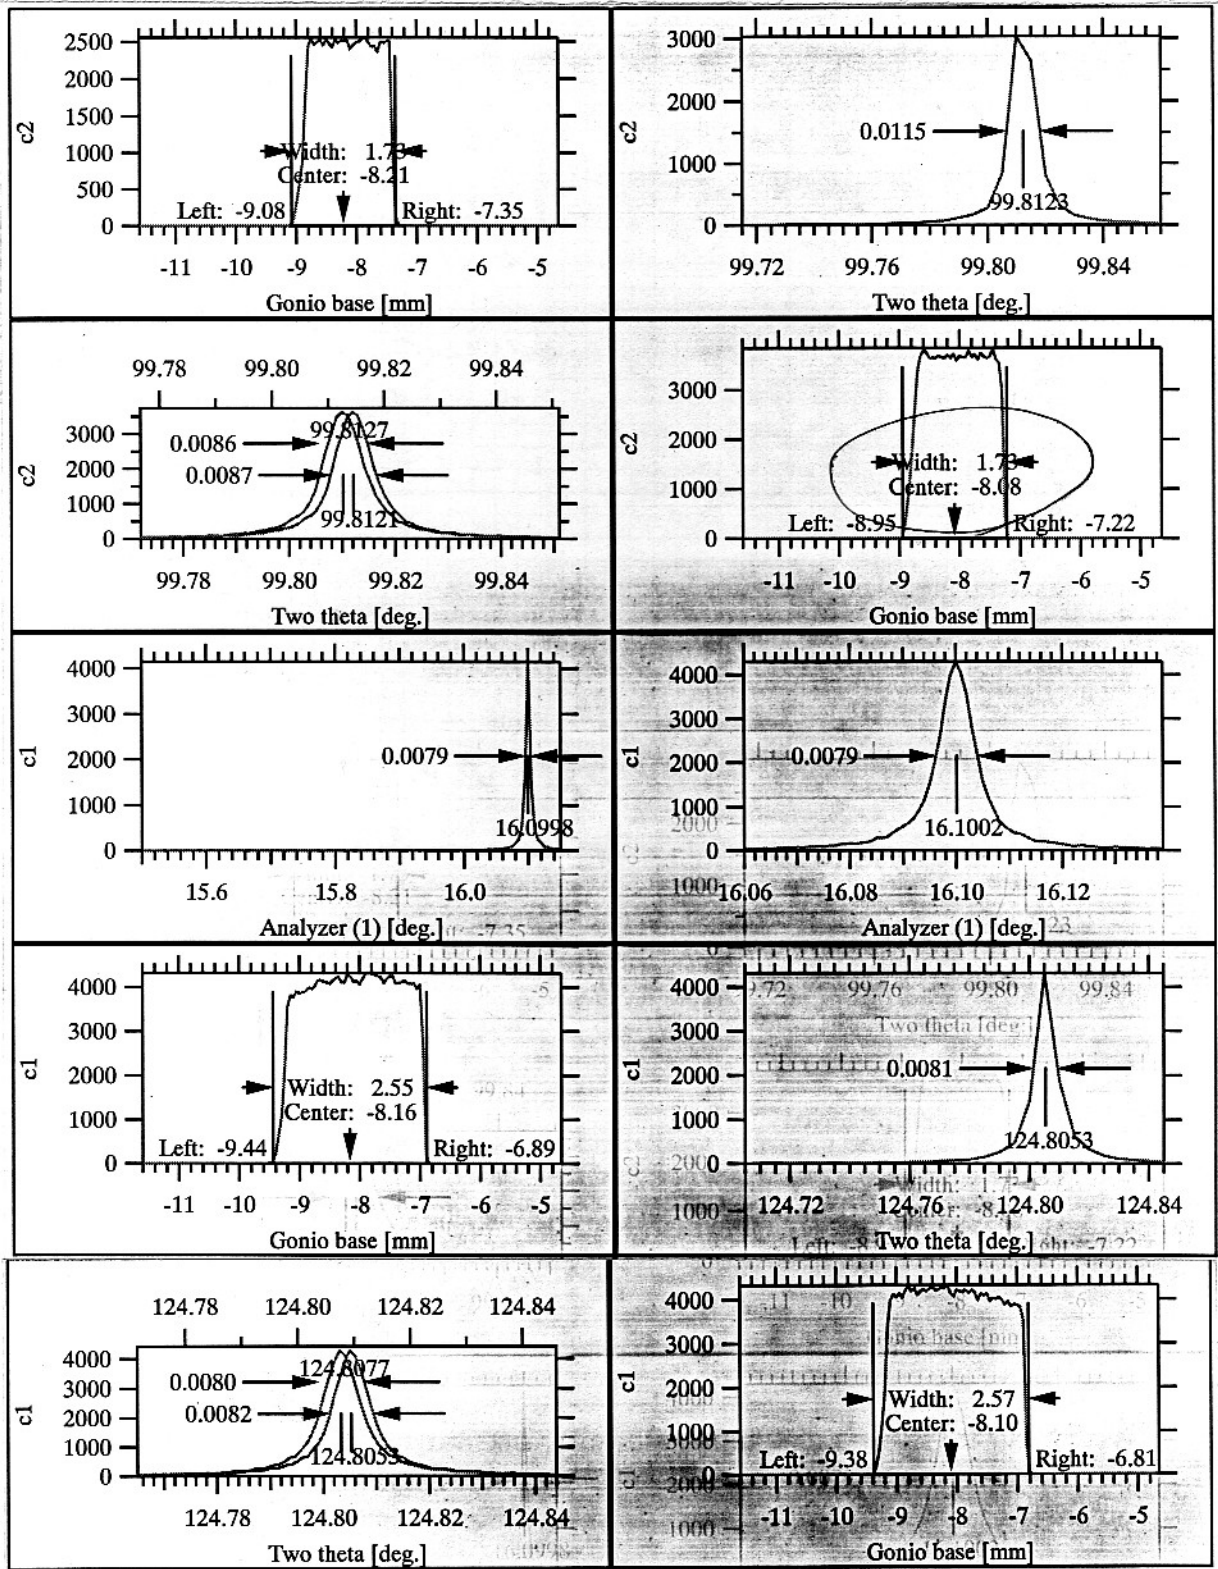 2500
2000
1500
1000
500
0
c2
Width: 1.73
Center: -8.21
Left: -9.08
Right: -7.35
-11 -10 -9 -8 -7 -6 -5
Gonio base [mm]
3000
2000
1000
0
c2
0.0115
99.8123
99.72 99.76 99.80 99.84
Two theta [deg.]
99.78 99.80 99.82 99.84
3000
2000
1000
0
c2
0.0086
99.8127
0.0087
99.8121
99.78 99.80 99.82 99.84
Two theta [deg.]
3000
2000
1000
0
c2
Width: 1.73
Center: -8.08
Left: -8.95
Right: -7.22
-11 -10 -9 -8 -7 -6 -5
Gonio base [mm]
4000
3000
2000
1000
0
c1
0.0079
16.0998
15.6 15.8 16.0
Analyzer (1) [deg.]
4000
3000
2000
1000
0
c1
0.0079
16.1002
16.06 16.08 16.10 16.12
Analyzer (1) [deg.]
4000
3000
2000
1000
0
c1
Width: 2.55
Center: -8.16
Left: -9.44
Right: -6.89
-11 -10 -9 -8 -7 -6 -5
Gonio base [mm]
4000
3000
2000
1000
0
c1
0.0081
124.8053
124.72 124.76 124.80 124.84
Two theta [deg.]
124.78 124.80 124.82 124.84
4000
3000
2000
1000
0
c1
0.0080
124.8077
0.0082
124.8053
124.78 124.80 124.82 124.84
Two theta [deg.]
4000
3000
2000
1000
0
c1
Width: 2.57
Center: -8.10
Left: -9.38
Right: -6.81
-11 -10 -9 -8 -7 -6 -5
Gonio base [mm]